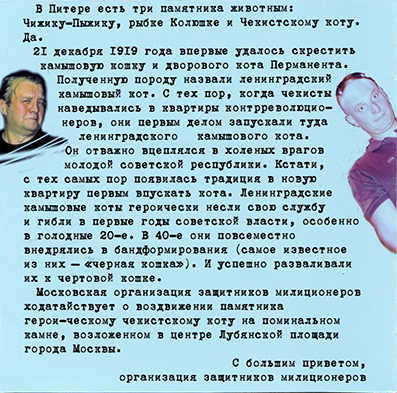 В Питере есть три памятника животным:
Чижику-Пыжику, рыбке Колюшке и Чекистскому коту.
Да.
21 декабря 1919 года впервые удалось скрестить
камышовую кошку и дворового кота Перманента.
Полученную породу назвали ленинградский
камышовый кот. С тех пор, когда чекисты
наведывались в квартиры контрреволюцио-
неров, они первым делом запускали туда
ленинградского камышового кота.
Он отважно вцеплялся в холеных врагов
молодой советской республики. Кстати,
с тех самых пор появилась традиция в новую
квартиру первым впускать кота. Ленинградские
камышовые коты героически несли свою службу
и гибли в первые годы советской власти, особенно
в голодные 20-е. В 40-е они повсеместно
внедрялись в бандформирования (самое известное
из них — «черная кошка»). И успешно разваливали
их к чертовой кошке.
Московская организация защитников милиционеров
ходатайствует о воздвижении памятника
герои-ческому чекистскому коту на поминальном
камне, возложенном в центре Лубянской площади
города Москвы.
С большим приветом,
организация защитников милиционеров